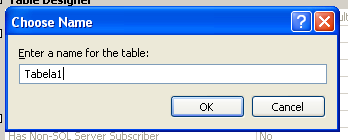 Table Designer
Choose Name
Enter a name for the table:
Tabela1
OK
Cancel
Has Non-SQL Server Subscriber
No